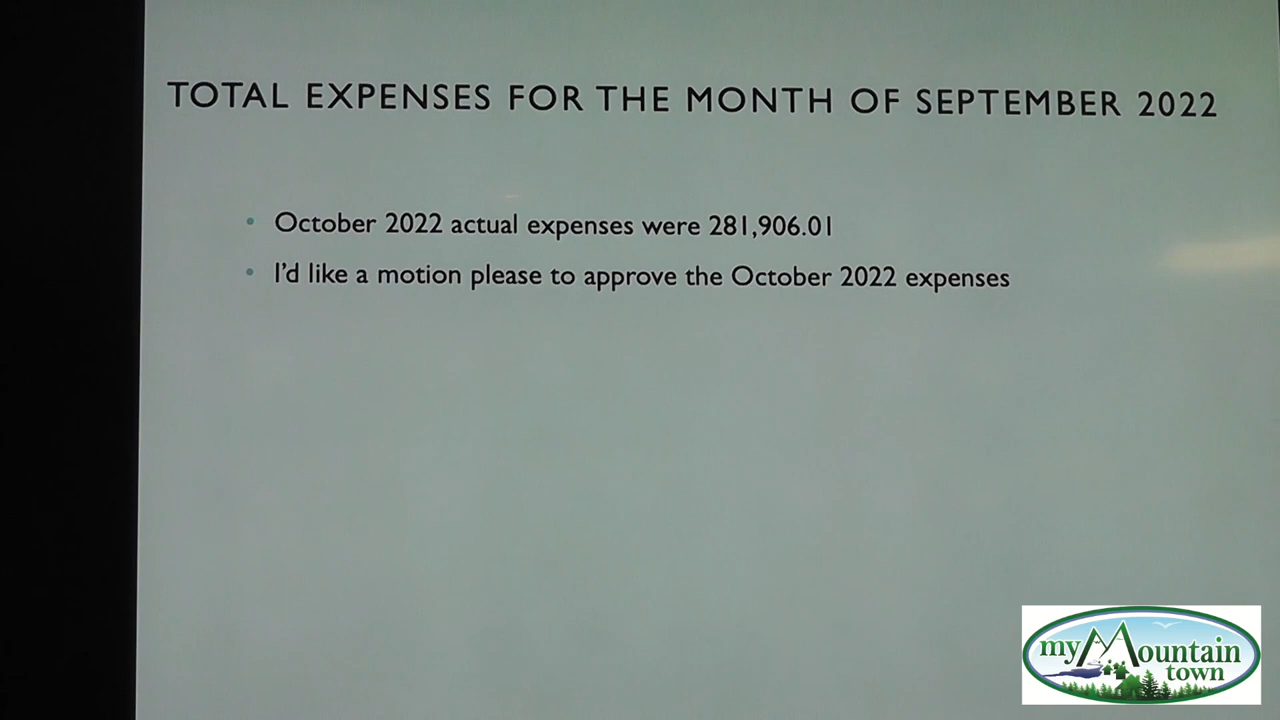 TOTAL EXPENSES FOR THE MONTH OF SEPTEMBER 2022
• October 2022 actual expenses were 281,906.01
• I'd like a motion please to approve the October 2022 expenses
my Mountain
town